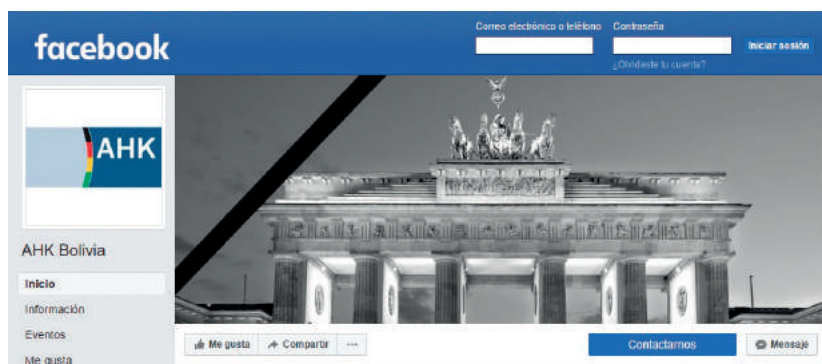 Correo electrónico o teléfono Contraseña
facebook
Iniciar sesión
¿Olvidaste tu cuenta?
AHK
AHK Bolivia
Inicio
Información
Eventos
Me gusta
Me gusta Compartir ...
Contactarnos Mensaje